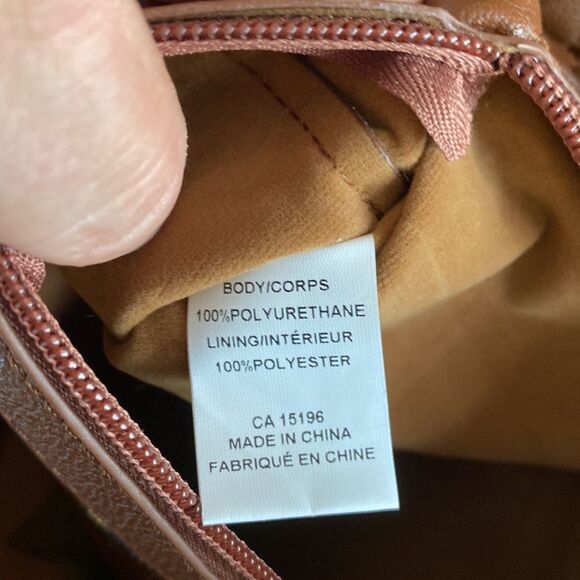 BODY/CORPS
100%POLYURETHANE
LINING/INTÉRIEUR
100%POLYESTER
CA 15196
MADE IN CHINA
FABRIQUÉ EN CHINE